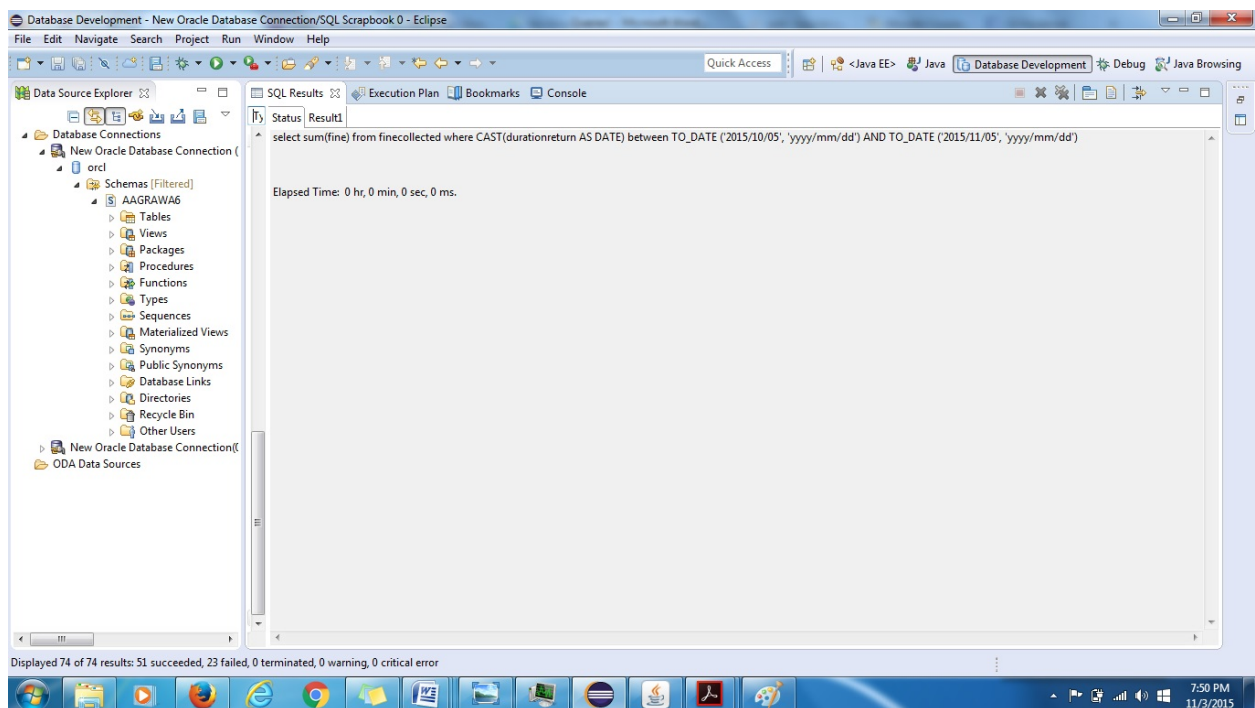 Database Development - New Oracle Database Connection/SQL Scrapbook 0 - Eclipse
File Edit Navigate Search Project Run Window Help
Quick Access <Java EE> Java Database Development Debug Java Browsing
Data Source Explorer
SQL Results Execution Plan Bookmarks Console
Status Result1
Database Connections
New Oracle Database Connection (
orcl
Schemas [Filtered]
AAGRAWA6
Tables
Views
Packages
Procedures
Functions
Types
Sequences
Materialized Views
Synonyms
Public Synonyms
Database Links
Directories
Recycle Bin
Other Users
New Oracle Database Connection(
ODA Data Sources
select sum(fine) from finecollected where CAST(durationreturn AS DATE) between TO_DATE ('2015/10/05', 'yyyy/mm/dd') AND TO_DATE ('2015/11/05', 'yyyy/mm/dd')
Elapsed Time: 0 hr, 0 min, 0 sec, 0 ms.
Displayed 74 of 74 results: 51 succeeded, 23 failed, 0 terminated, 0 warning, 0 critical error
7:50 PM
11/3/2015